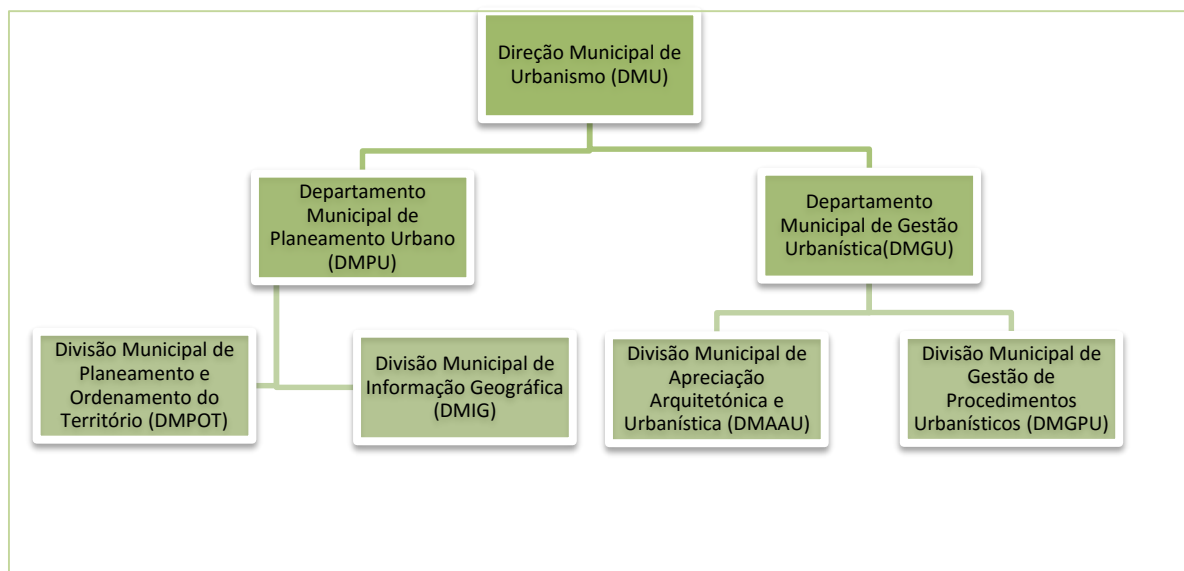 Direção Municipal de
Urbanismo (DMU)
Departamento
Municipal de
Planeamento Urbano
(DMPU)
Departamento
Municipal de Gestão
Urbanística(DMGU)
Divisão Municipal de
Planeamento e
Ordenamento do
Território (DMPOT)
Divisão Municipal de
Informação Geográfica
(DMIG)
Divisão Municipal de
Apreciação
Arquitetónica e
Urbanística (DMAAU)
Divisão Municipal de
Gestão de
Procedimentos
Urbanísticos (DMGPU)